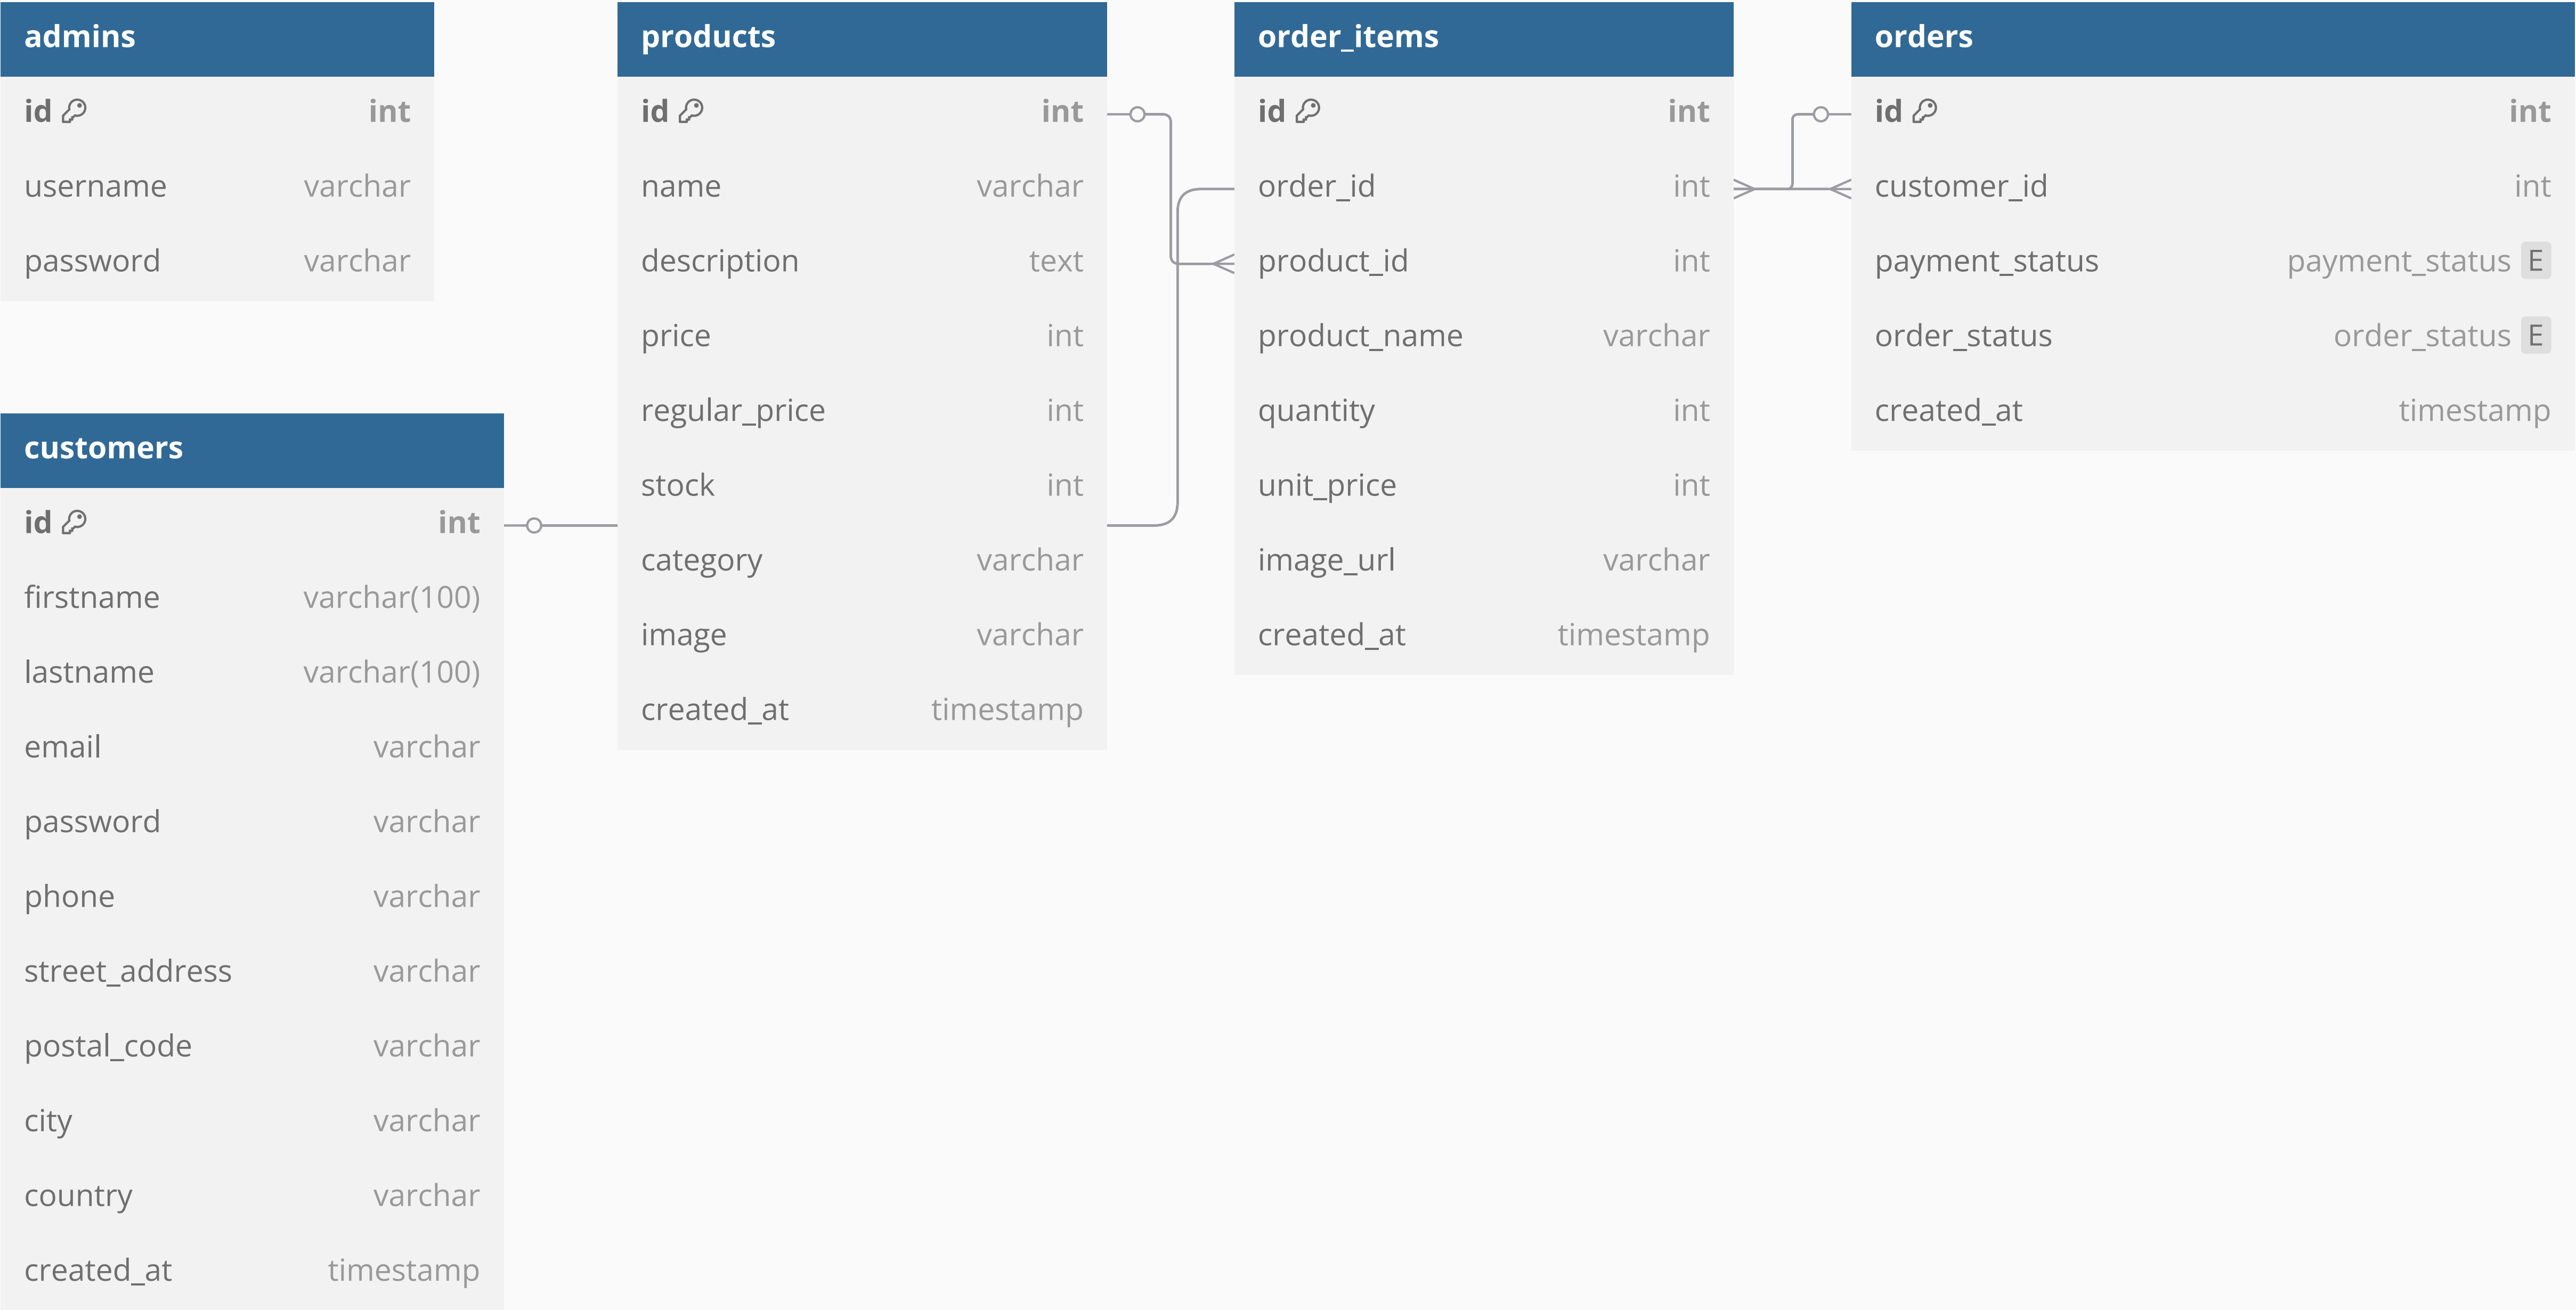 admins
id int
username varchar
password varchar
customers
id int
firstname varchar(100)
lastname varchar(100)
email varchar
password varchar
phone varchar
street_address varchar
postal_code varchar
city varchar
country varchar
created_at timestamp
products
id int
name varchar
description text
price int
regular_price int
stock int
category varchar
image varchar
created_at timestamp
order_items
id int
order_id int
product_id int
product_name varchar
quantity int
unit_price int
image_url varchar
created_at timestamp
orders
id int
customer_id int
payment_status payment_status E
order_status order_status E
created_at timestamp